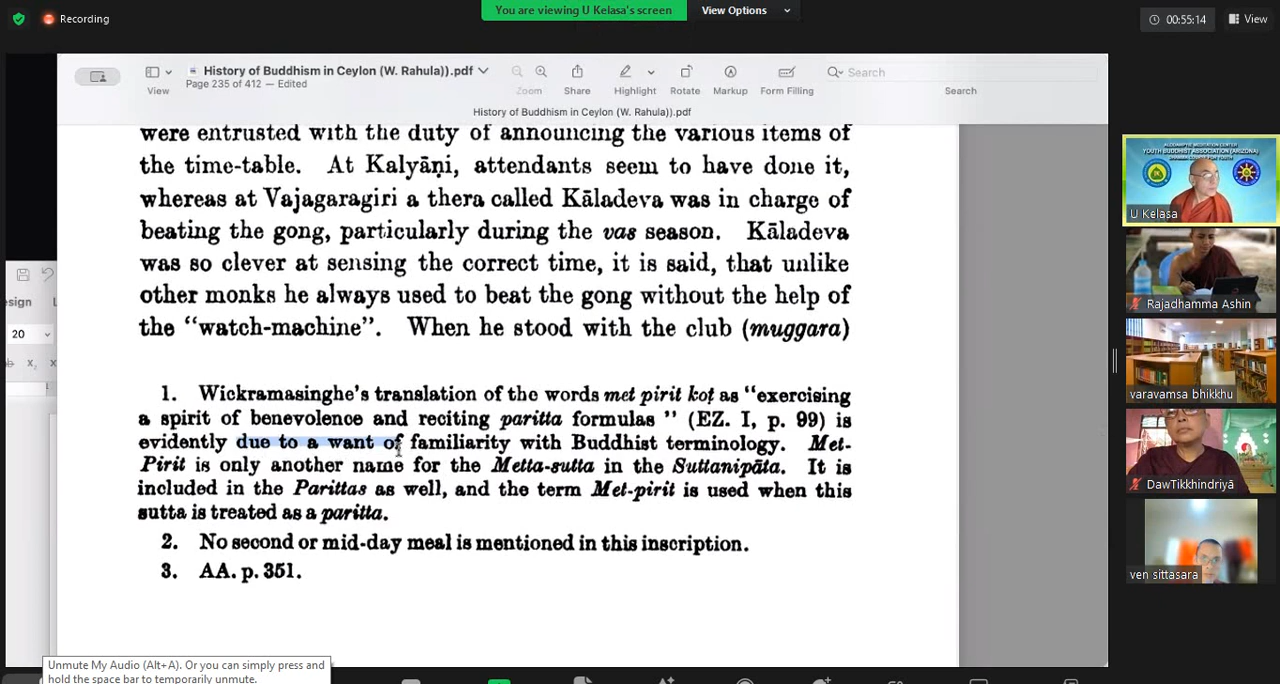 Recording
You are viewing U Kelasa's screen
View Options
00:55:14
View
History of Buddhism in Ceylon (W. Rahula)).pdf
Page 235 of 412 — Edited
View
Zoom
Share
Highlight
Rotate
Markup
Form Filling
Search
Search
History of Buddhism in Ceylon (W. Rahula)).pdf
were entrusted with the duty of announcing the various items of
the time-table. At Kalyāṇi, attendants seem to have done it,
whereas at Vajagaragiri a thera called Kāladeva was in charge of
beating the gong, particularly during the vas season. Kāladeva
was so clever at sensing the correct time, it is said, that unlike
other monks he always used to beat the gong without the help of
the “watch-machine”. When he stood with the club (muggara)
1. Wickramasinghe's translation of the words met pirit koṭ as “exercising
a spirit of benevolence and reciting paritta formulas ” (EZ. I, p. 99) is
evidently due to a want of familiarity with Buddhist terminology. Met-
Pirit is only another name for the Metta-sutta in the Suttanipāta. It is
included in the Parittas as well, and the term Met-pirit is used when this
sutta is treated as a paritta.
2. No second or mid-day meal is mentioned in this inscription.
3. AA. p. 351.
sign
20
ALODAWPYIE MEDITATION CENTER
YOUTH BUDDHIST ASSOCIATION (ARIZONA)
U Kelasa
Rajadhamma Ashin
varavamsa bhikkhu
DawTikkhindriyā
ven sittasara
Unmute My Audio (Alt+A). Or you can simply press and
hold the space bar to temporarily unmute.